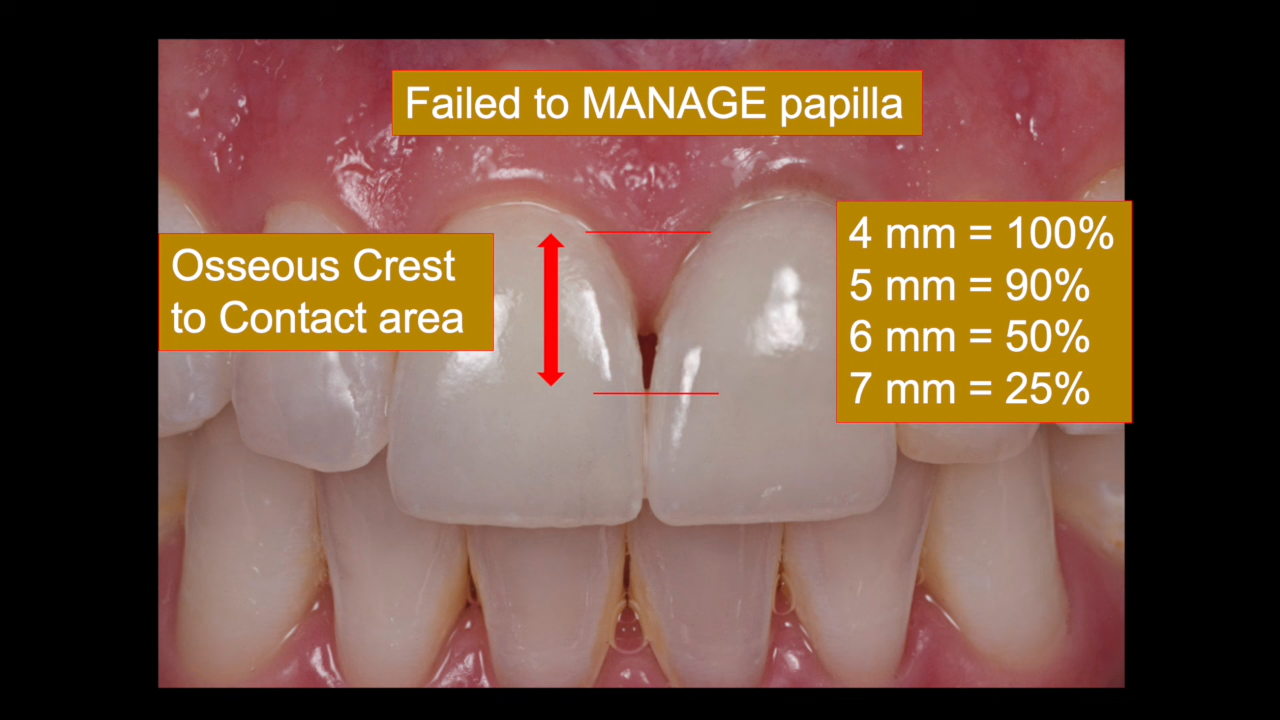 Failed to MANAGE papilla
Osseous Crest
to Contact area
4 mm = 100%
5 mm = 90%
6 mm = 50%
7 mm = 25%